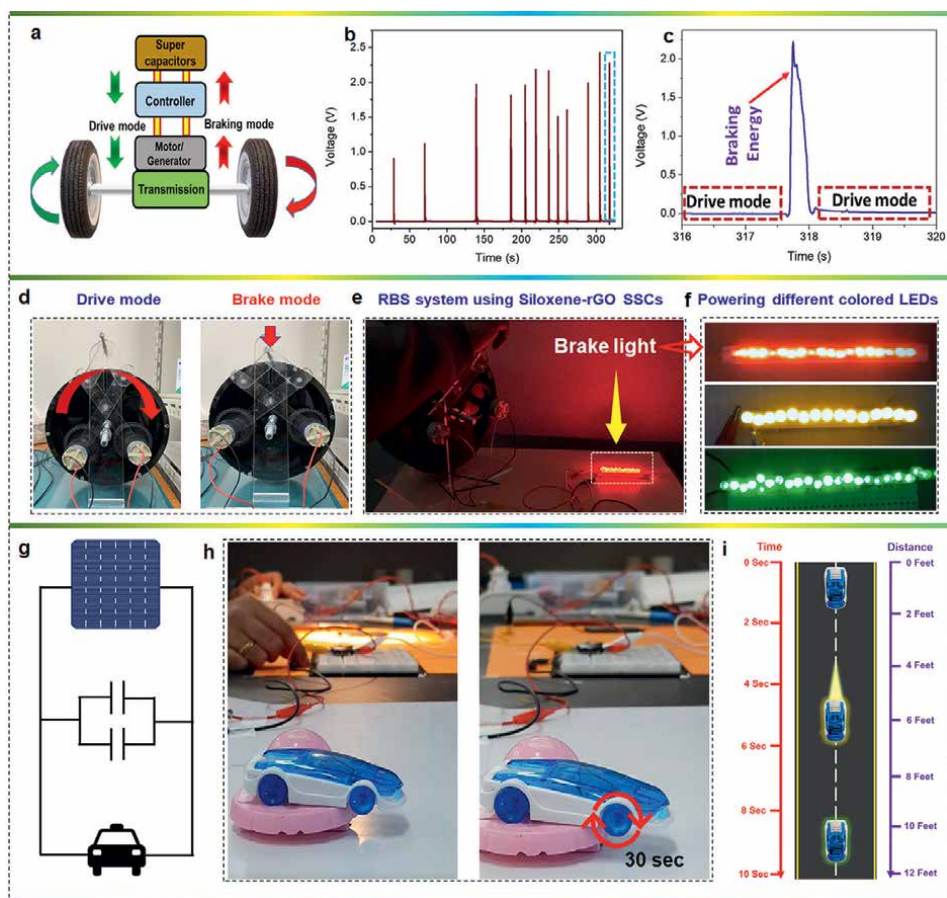 a
Super
capacitors
Controller
Drive mode
Braking mode
Motor/
Generator
Transmission
b
Voltage (V)
2.5
2.0
1.5
1.0
0.5
0.0
0 50 100 150 200 250 300
Time (s)
c
Voltage (V)
2.5
2.0
1.5
1.0
0.5
0.0
Braking
Energy
Drive mode
Drive mode
316 317 318 319 320
Time (s)
d
Drive mode
Brake mode
e
RBS system using Siloxene-rGO SSCs
Brake light
f
Powering different colored LEDs
g
h
30 sec
i
Time
Distance
0 Sec
0 Feet
2 Sec
2 Feet
4 Sec
4 Feet
6 Sec
6 Feet
8 Sec
8 Feet
10 Sec
10 Feet
12 Feet